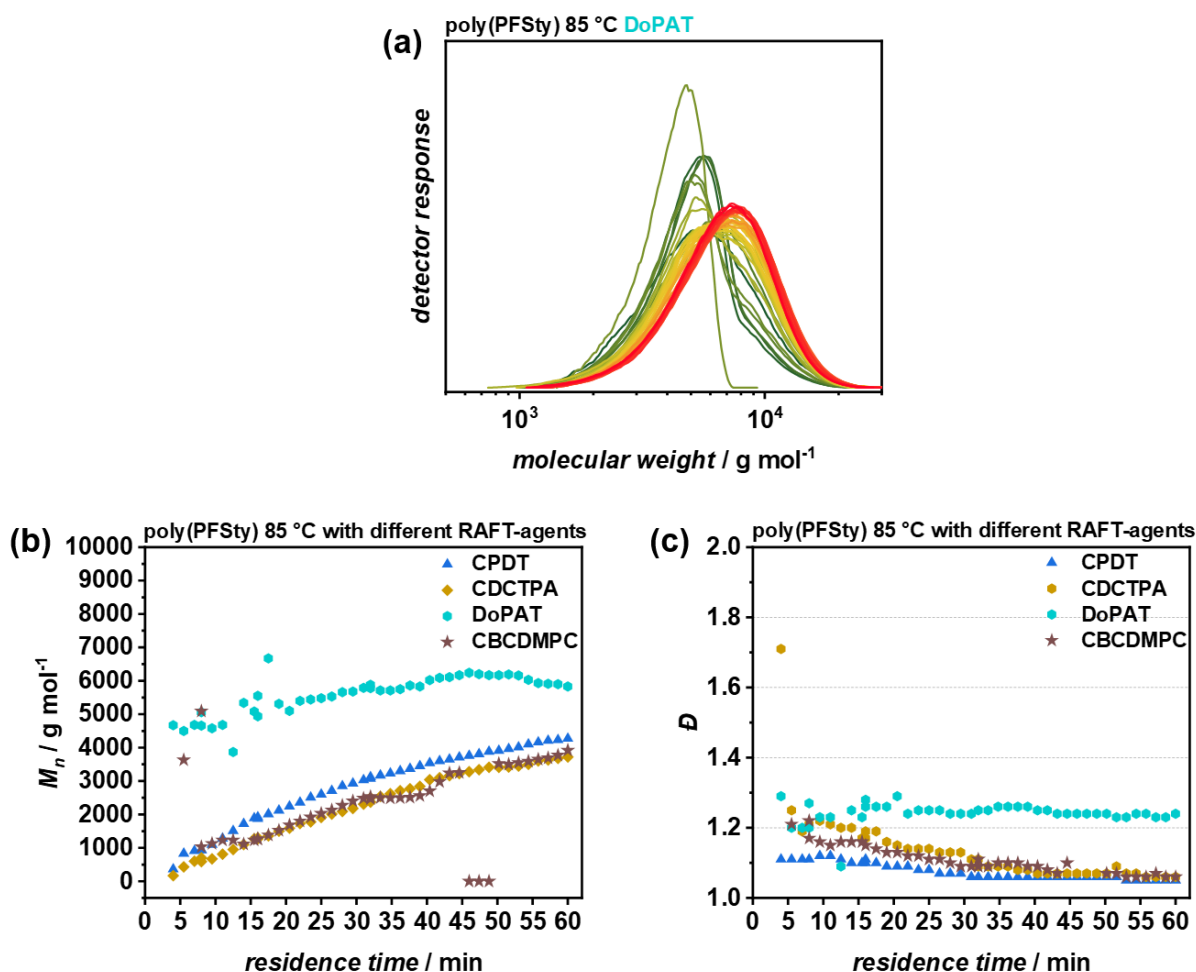 (a)
poly(PFSty) 85 °C DoPAT
detector response
10³
10⁴
molecular weight / g mol⁻¹
(b)
poly(PFSty) 85 °C with different RAFT-agents
10000
9000
8000
7000
6000
5000
4000
3000
2000
1000
0
Mₙ / g mol⁻¹
CPDT
CDCTPA
DoPAT
CBCDMPC
0 5 10 15 20 25 30 35 40 45 50 55 60
residence time / min
(c)
poly(PFSty) 85 °C with different RAFT-agents
2.0
1.8
1.6
1.4
1.2
1.0
Đ
CPDT
CDCTPA
DoPAT
CBCDMPC
0 5 10 15 20 25 30 35 40 45 50 55 60
residence time / min